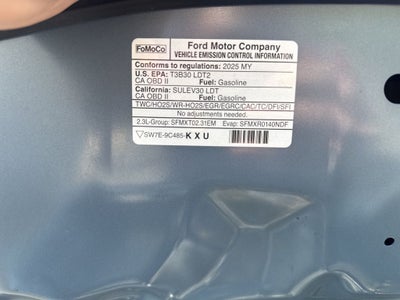 FoMoCo
Ford Motor Company
VEHICLE EMISSION CONTROL INFORMATION
Conforms to regulations: 2025 MY
U.S. EPA: T3B30 LDT2
CA OBD II Fuel: Gasoline
California: SULEV30 LDT
CA OBD II Fuel: Gasoline
TWC/HO2S/WR-HO2S/EGR/EGRC/CAC/TC/DFI/SFI
No adjustments needed.
2.3L-Group: SFMXT02.31EM Evap: SFMXR0140NDF
SW7E-9C485-KXU